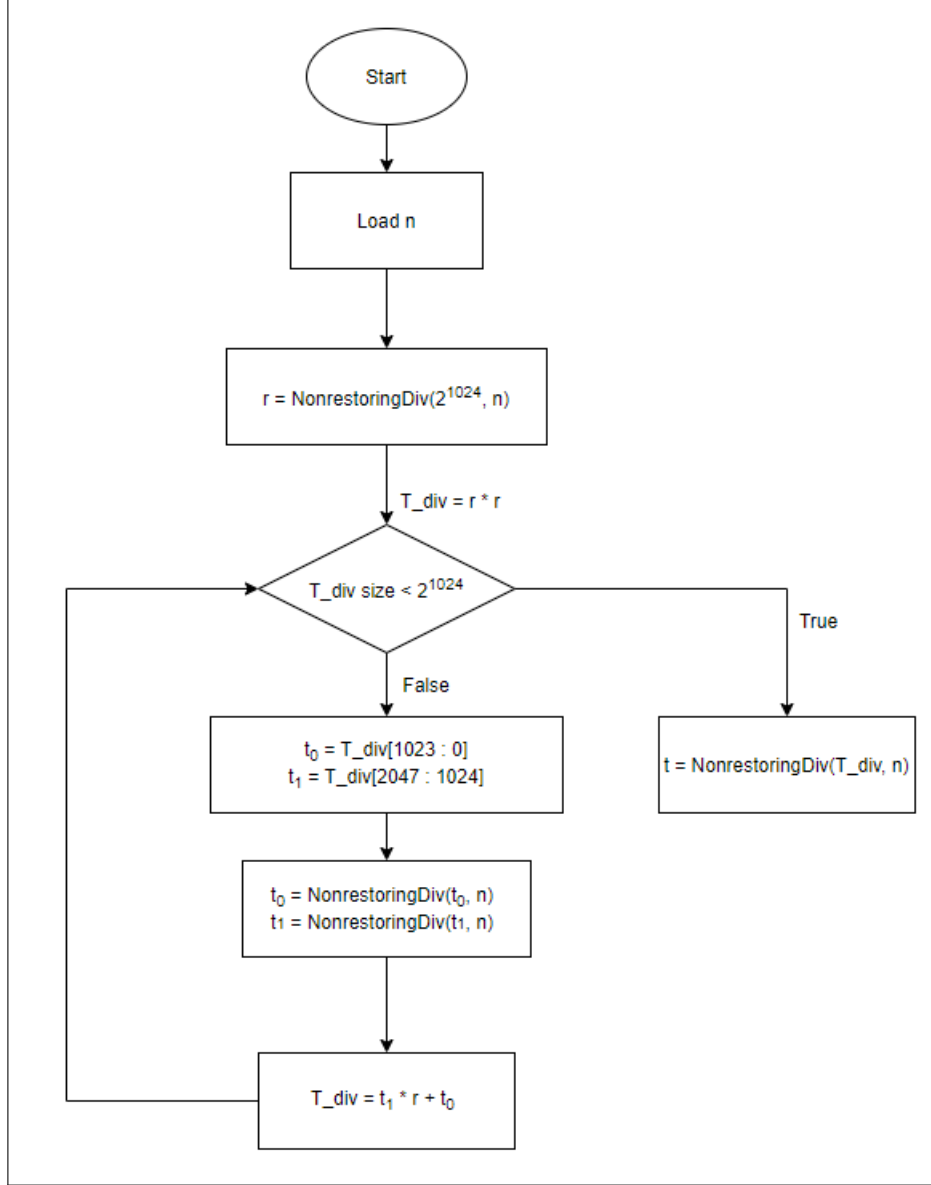 Start
Load n
r = NonrestoringDiv(2^1024, n)
T_div = r * r
T_div size < 2^1024
True
False
t₀ = T_div[1023 : 0]
t₁ = T_div[2047 : 1024]
t = NonrestoringDiv(T_div, n)
t₀ = NonrestoringDiv(t₀, n)
t1 = NonrestoringDiv(t1, n)
T_div = t₁ * r + t₀